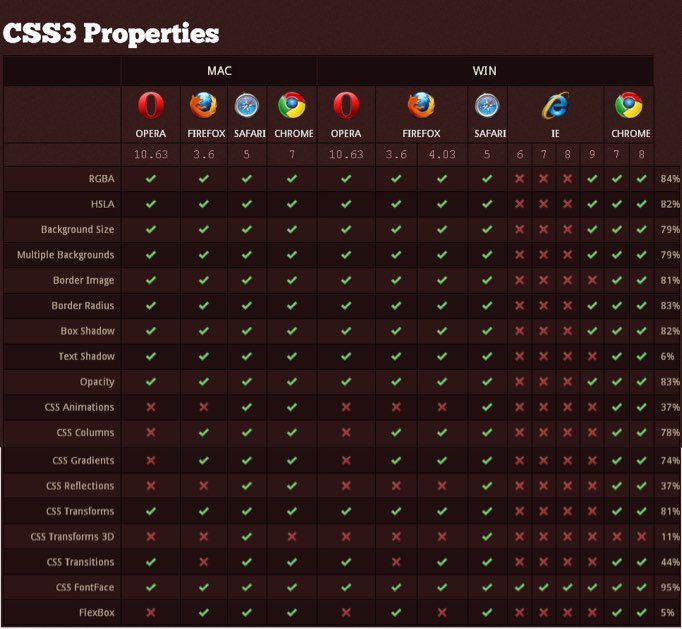 CSS3 Properties
MAC WIN
OPERA FIREFOX SAFARI CHROME OPERA FIREFOX SAFARI IE CHROME
10.63 3.6 5 7 10.63 3.6 4.03 5 6 7 8 9 7 8
RGBA 84%
HSLA 82%
Background Size 79%
Multiple Backgrounds 79%
Border Image 81%
Border Radius 83%
Box Shadow 82%
Text Shadow 6%
Opacity 83%
CSS Animations 37%
CSS Columns 78%
CSS Gradients 74%
CSS Reflections 37%
CSS Transforms 81%
CSS Transforms 3D 11%
CSS Transitions 44%
CSS FontFace 95%
FlexBox 5%